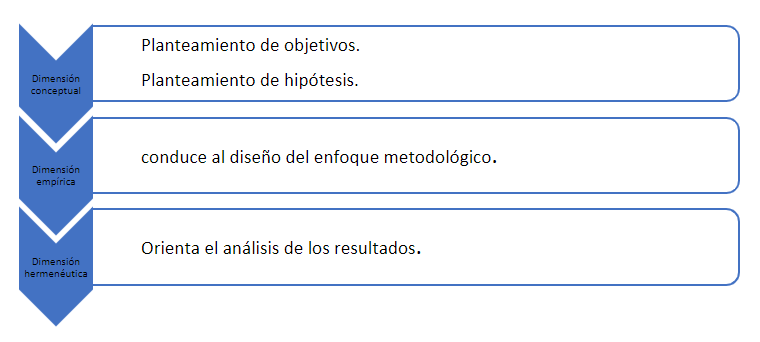 Dimensión
conceptual
Planteamiento de objetivos.
Planteamiento de hipótesis.
Dimensión
empírica
conduce al diseño del enfoque metodológico.
Dimensión
hermenéutica
Orienta el análisis de los resultados.